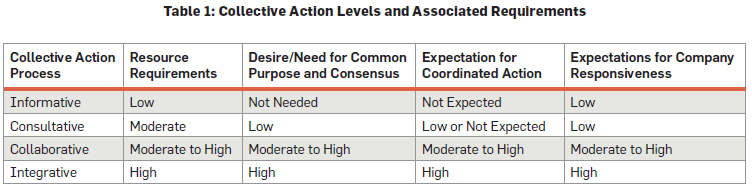 Table 1: Collective Action Levels and Associated Requirements
Collective Action Process | Resource Requirements | Desire/Need for Common Purpose and Consensus | Expectation for Coordinated Action | Expectations for Company Responsiveness
Informative | Low | Not Needed | Not Expected | Low
Consultative | Moderate | Low | Low or Not Expected | Low
Collaborative | Moderate to High | Moderate to High | Moderate to High | Moderate to High
Integrative | High | High | High | High